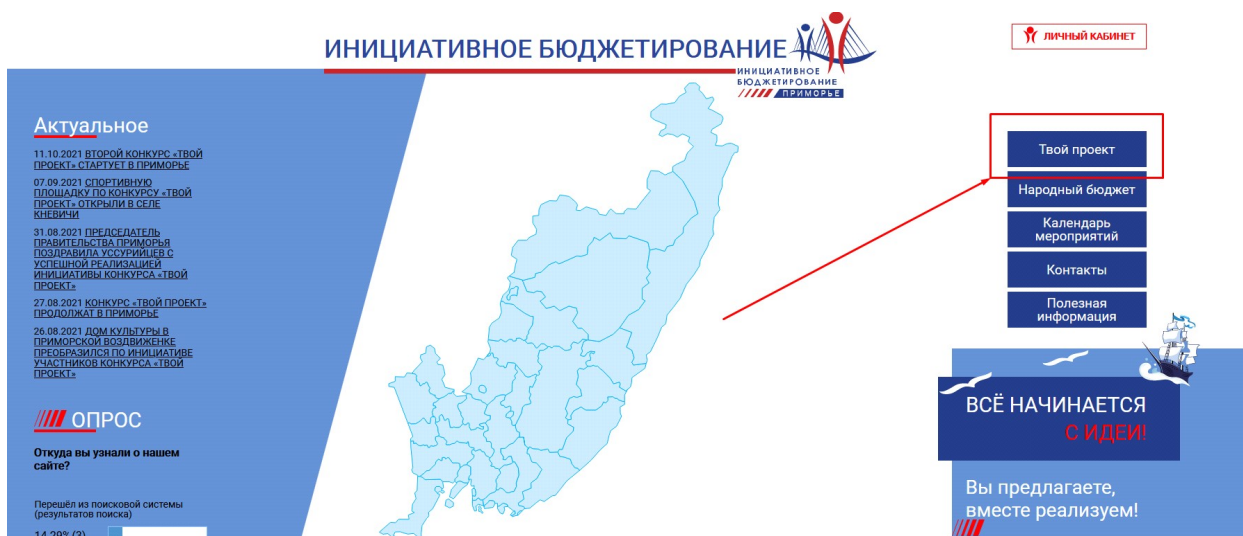 ИНИЦИАТИВНОЕ БЮДЖЕТИРОВАНИЕ
ИНИЦИАТИВНОЕ
БЮДЖЕТИРОВАНИЕ
ПРИМОРЬЕ
ЛИЧНЫЙ КАБИНЕТ
Актуальное
11.10.2021 ВТОРОЙ КОНКУРС «ТВОЙ
ПРОЕКТ» СТАРТУЕТ В ПРИМОРЬЕ
07.09.2021 СПОРТИВНУЮ
ПЛОЩАДКУ ПО КОНКУРСУ «ТВОЙ
ПРОЕКТ» ОТКРЫЛИ В СЕЛЕ
КНЕВИЧИ
31.08.2021 ПРЕДСЕДАТЕЛЬ
ПРАВИТЕЛЬСТВА ПРИМОРЬЯ
ПОЗДРАВИЛА УССУРИЙЦЕВ С
УСПЕШНОЙ РЕАЛИЗАЦИЕЙ
ИНИЦИАТИВЫ КОНКУРСА «ТВОЙ
ПРОЕКТ»
27.08.2021 КОНКУРС «ТВОЙ ПРОЕКТ»
ПРОДОЛЖАТ В ПРИМОРЬЕ
26.08.2021 ДОМ КУЛЬТУРЫ В
ПРИМОРСКОЙ ВОЗДВИЖЕНКЕ
ПРЕОБРАЗИЛСЯ ПО ИНИЦИАТИВЕ
УЧАСТНИКОВ КОНКУРСА «ТВОЙ
ПРОЕКТ»
ОПРОС
Откуда вы узнали о нашем
сайте?
Перешёл из поисковой системы
(результатов поиска)
14.29% (3)
Твой проект
Народный бюджет
Календарь
мероприятий
Контакты
Полезная
информация
ВСЁ НАЧИНАЕТСЯ
С ИДЕИ!
Вы предлагаете,
вместе реализуем!